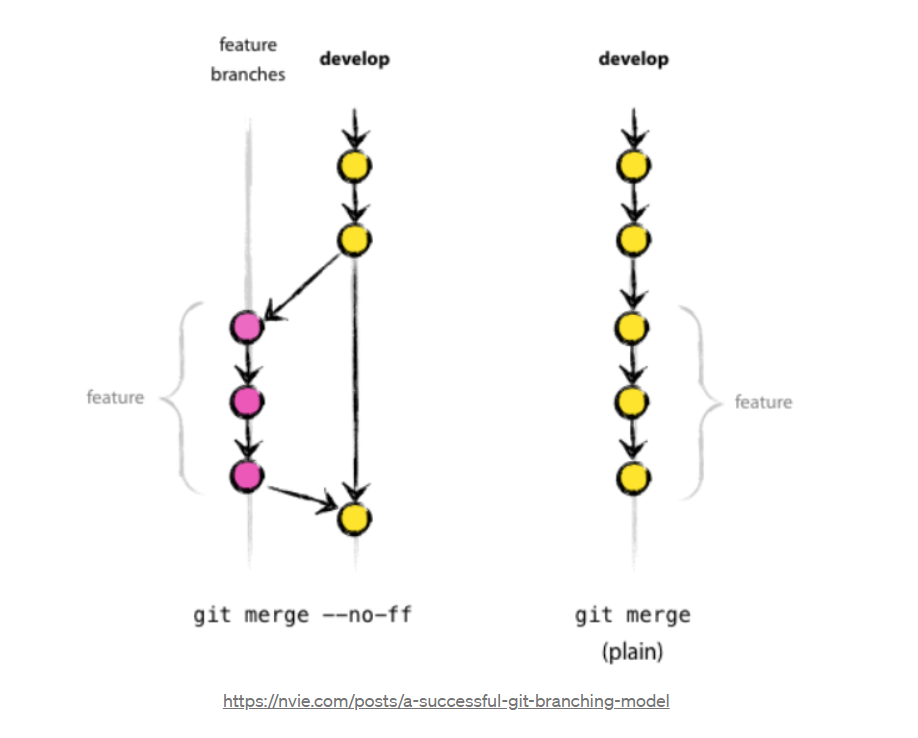 feature
branches
develop
develop
feature
feature
git merge --no-ff
git merge
(plain)
https://nvie.com/posts/a-successful-git-branching-model